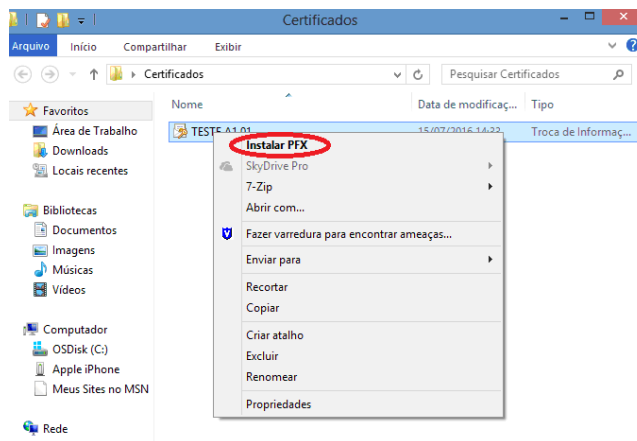 Certificados
Arquivo Início Compartilhar Exibir
Certificados Pesquisar Certificados
Nome Data de modificaç... Tipo
TESTE A1 01 15/07/2016 14:33 Troca de Informaç...
Favoritos
Área de Trabalho
Downloads
Locais recentes
Bibliotecas
Documentos
Imagens
Músicas
Vídeos
Computador
OSDisk (C:)
Apple iPhone
Meus Sites no MSN
Rede
Instalar PFX
SkyDrive Pro
7-Zip
Abrir com...
Fazer varredura para encontrar ameaças...
Enviar para
Recortar
Copiar
Criar atalho
Excluir
Renomear
Propriedades